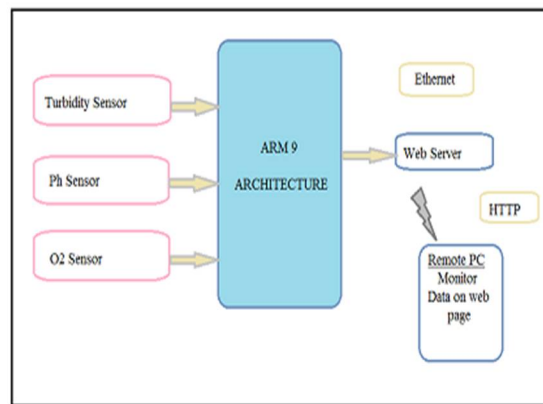 Turbidity Sensor
Ph Sensor
O2 Sensor
ARM 9
ARCHITECTURE
Ethernet
Web Server
HTTP
Remote PC
Monitor
Data on web
page